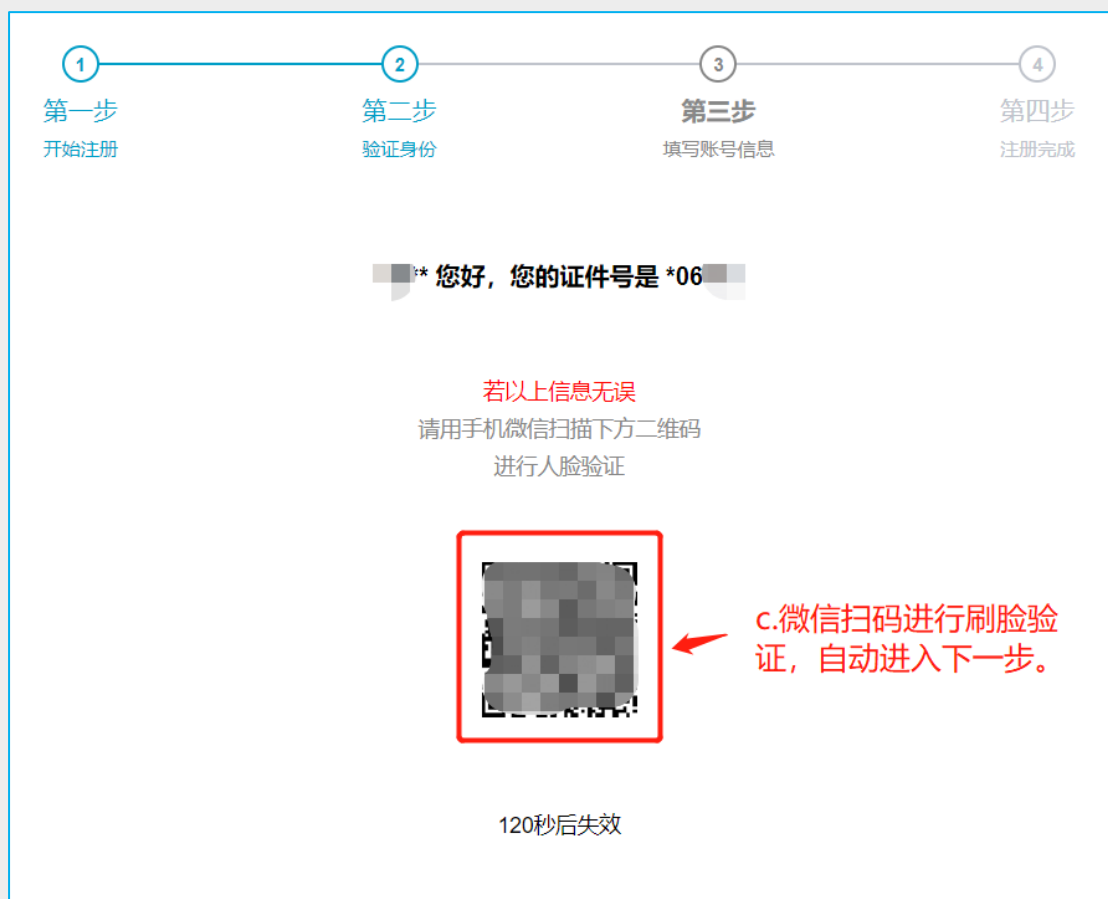 1
2
3
4
第一步
第二步
第三步
第四步
开始注册
验证身份
填写账号信息
注册完成
** 您好，您的证件号是 *06
若以上信息无误
请用手机微信扫描下方二维码
进行人脸验证
c.微信扫码进行刷脸验
证，自动进入下一步。
120秒后失效